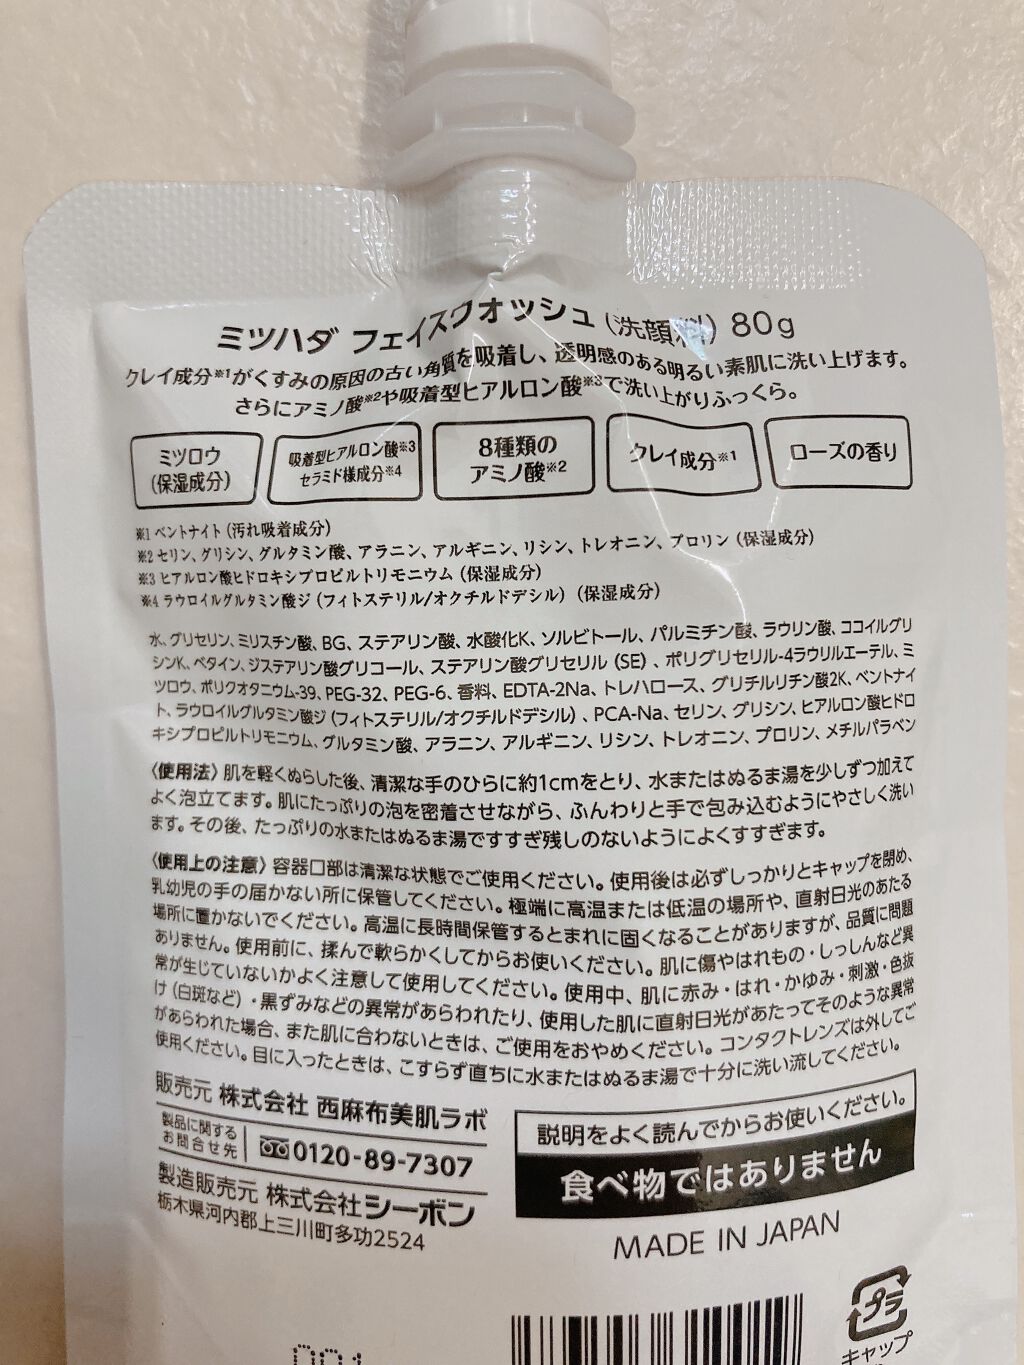 ミツハダ フェイスウォッシュ (洗顔料) 80g
クレイ成分※1がくすみの原因の古い角質を吸着し、透明感のある明るい素肌に洗い上げます。
さらにアミノ酸※2や吸着型ヒアルロン酸※3で洗い上がりふっくら。
ミツロウ
(保湿成分)
吸着型ヒアルロン酸※3
セラミド様成分※4
8種類の
アミノ酸※2
クレイ成分※1
ローズの香り
※1 ベントナイト (汚れ吸着成分)
※2 セリン、グリシン、グルタミン酸、アラニン、アルギニン、リシン、トレオニン、プロリン (保湿成分)
※3 ヒアルロン酸ヒドロキシプロピルトリモニウム (保湿成分)
※4 ラウロイルグルタミン酸ジ (フィトステリル/オクチルドデシル) (保湿成分)
水、グリセリン、ミリスチン酸、BG、ステアリン酸、水酸化K、ソルビトール、パルミチン酸、ラウリン酸、ココイルグリ
シンK、ベタイン、ジステアリン酸グリコール、ステアリン酸グリセリル (SE) 、ポリグリセリル-4ラウリルエーテル、ミ
ツロウ、ポリクオタニウム-39、PEG-32、PEG-6、香料、EDTA-2Na、トレハロース、グリチルリチン酸2K、ベントナイ
ト、ラウロイルグルタミン酸ジ (フィトステリル/オクチルドデシル) 、PCA-Na、セリン、グリシン、ヒアルロン酸ヒドロ
キシプロピルトリモニウム、グルタミン酸、アラニン、アルギニン、リシン、トレオニン、プロリン、メチルパラベン
〈使用法〉肌を軽くぬらした後、清潔な手のひらに約1cmをとり、水またはぬるま湯を少しずつ加えて
よく泡立てます。肌にたっぷりの泡を密着させながら、ふんわりと手で包み込むようにやさしく洗い
ます。その後、たっぷりの水またはぬるま湯ですすぎ残しのないようによくすすぎます。
〈使用上の注意〉容器口部は清潔な状態でご使用ください。使用後は必ずしっかりとキャップを閉め、
乳幼児の手の届かない所に保管してください。極端に高温または低温の場所や、直射日光のあたる
場所に置かないでください。高温に長時間保管するとまれに固くなることがありますが、品質に問題
ありません。使用前に、揉んで軟らかくしてからお使いください。肌に傷やはれもの・しっしんなど異
常が生じていないかよく注意して使用してください。使用中、肌に赤み・はれ・かゆみ・刺激・色抜
け (白斑など) ・黒ずみなどの異常があらわれたり、使用した肌に直射日光があたってそのような異常
があらわれた場合、また肌に合わないときは、ご使用をおやめください。コンタクトレンズは外してご
使用ください。目に入ったときは、こすらず直ちに水またはぬるま湯で十分に洗い流してください。
販売元 株式会社 西麻布美肌ラボ
製品に関する
お問合せ先
0120-89-7307
製造販売元 株式会社シーボン
栃木県河内郡上三川町多功2524
説明をよく読んでからお使いください。
食べ物ではありません
MADE IN JAPAN
プラ
キャップ